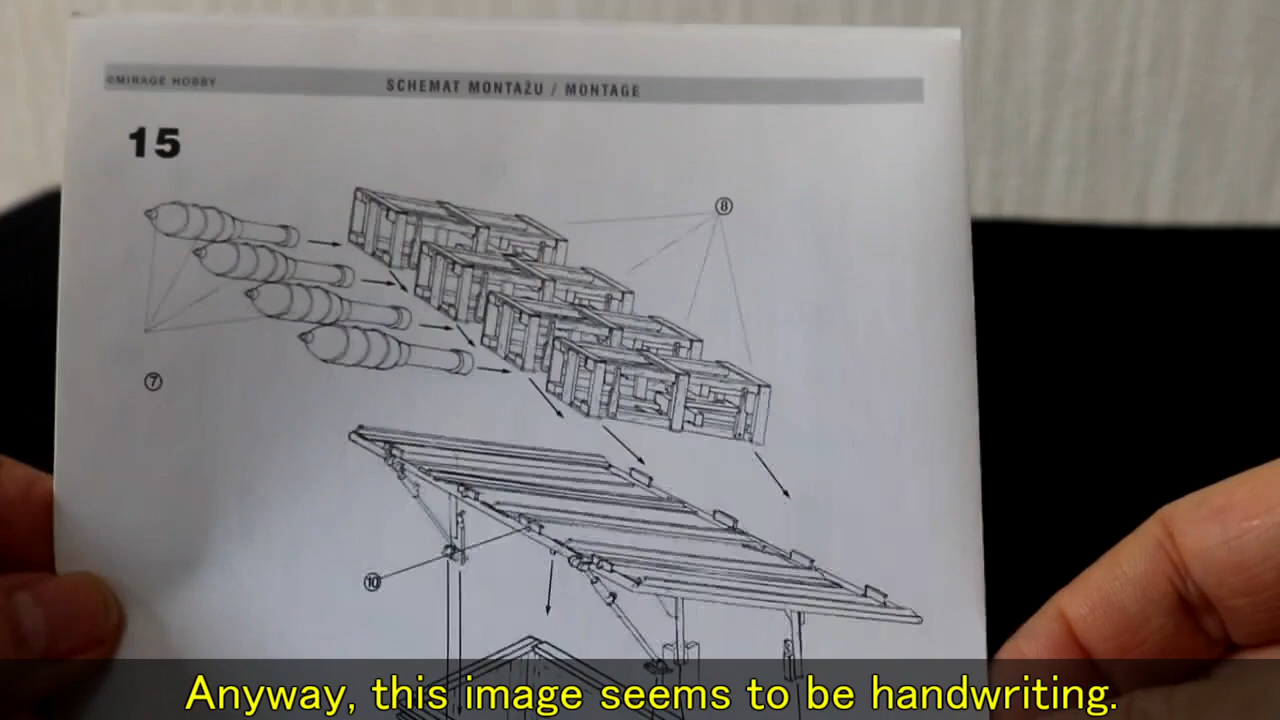 ©MIRAGE HOBBY
SCHEMAT MONTAŻU / MONTAGE
15
8
7
10
Anyway, this image seems to be handwriting.